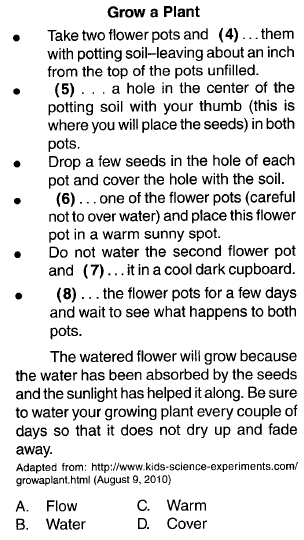 Grow a Plant
• Take two flower pots and (4) ...them
with potting soil–leaving about an inch
from the top of the pots unfilled.
• (5) . . . a hole in the center of the
potting soil with your thumb (this is
where you will place the seeds) in both
pots.
• Drop a few seeds in the hole of each
pot and cover the hole with the soil.
• (6) ...one of the flower pots (careful
not to over water) and place this flower
pot in a warm sunny spot.
• Do not water the second flower pot
and (7) ...it in a cool dark cupboard.
• (8) ...the flower pots for a few days
and wait to see what happens to both
pots.
The watered flower will grow because
the water has been absorbed by the seeds
and the sunlight has helped it along. Be sure
to water your growing plant every couple of
days so that it does not dry up and fade
away.
Adapted from: http://www.kids-science-experiments.com/
growaplant.html (August 9, 2010)
A. Flow C. Warm
B. Water D. Cover